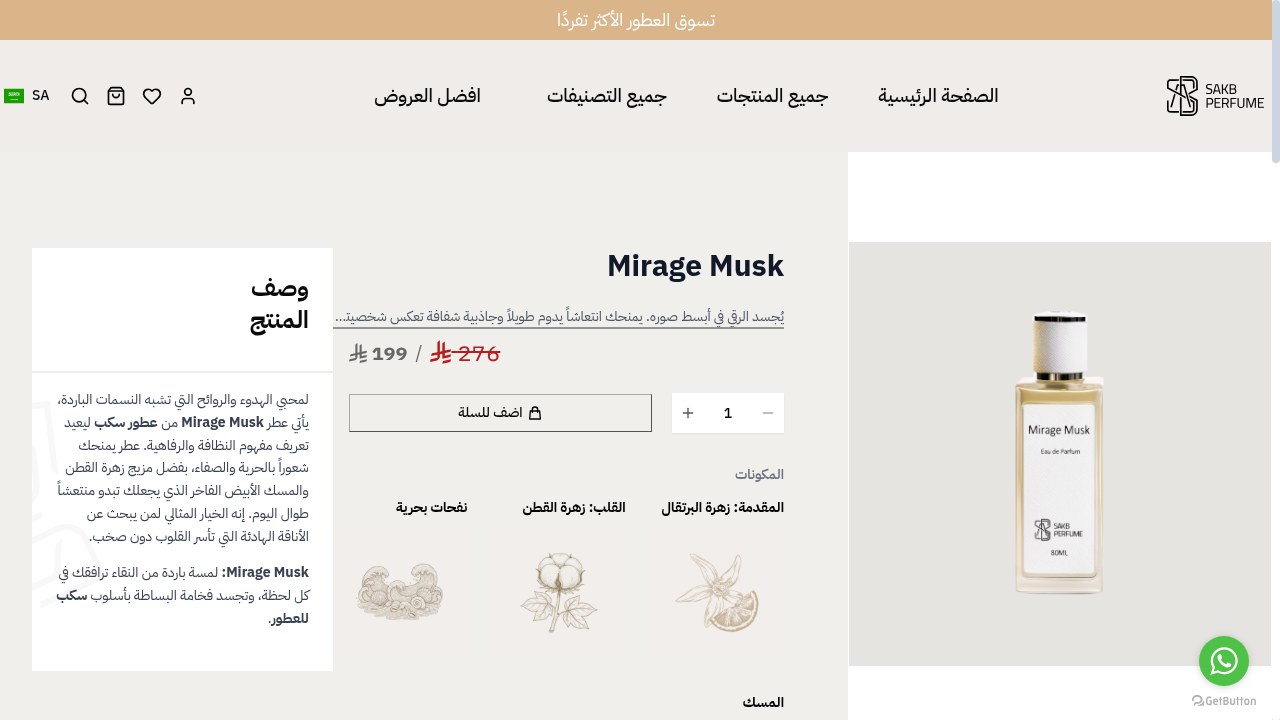 تسوق العطور الأكثر تفردًا
SAKB
PERFUME
الصفحة الرئيسية
جميع المنتجات
جميع التصنيفات
افضل العروض
SA
Mirage Musk
يُجسد الرقي في أبسط صوره. يمنحك انتعاشاً يدوم طويلاً وجاذبية شفافة تعكس شخصيتـ...
276 / 199
1
اضف للسلة
المكونات
المقدمة: زهرة البرتقال
القلب: زهرة القطن
نفحات بحرية
المسك
وصف
المنتج
لمحبي الهدوء والروائح التي تشبه النسمات الباردة،
يأتي عطر Mirage Musk من عطور سكب ليعيد
تعريف مفهوم النظافة والرفاهية. عطر يمنحك
شعوراً بالحرية والصفاء، بفضل مزيج زهرة القطن
والمسك الأبيض الفاخر الذي يجعلك تبدو منتعشاً
طوال اليوم. إنه الخيار المثالي لمن يبحث عن
الأناقة الهادئة التي تأسر القلوب دون صخب.
Mirage Musk: لمسة باردة من النقاء ترافقك في
كل لحظة، وتجسد فخامة البساطة بأسلوب سكب
للعطور.
Mirage Musk
Eau de Parfum
SAKB
PERFUME
80ML
GetButton